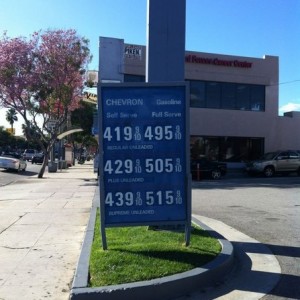 CHEVRON Gasoline
Self Serve Full Serve
419 9/10 495 9/10
REGULAR UNLEADED
429 9/10 505 9/10
PLUS UNLEADED
439 9/10 515 9/10
SUPREME UNLEADED